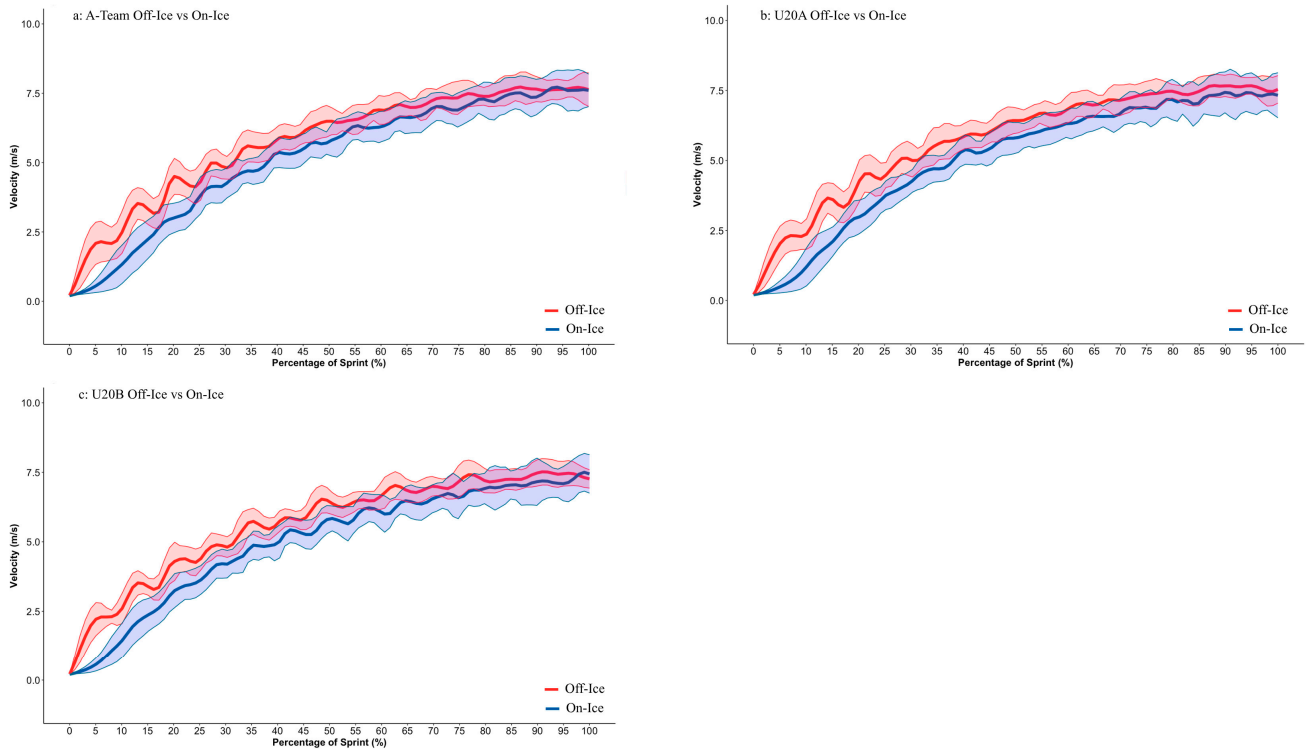 a: A-Team Off-Ice vs On-Ice
10.0
7.5
5.0
2.5
0.0
Velocity (m/s)
Off-Ice
On-Ice
0 5 10 15 20 25 30 35 40 45 50 55 60 65 70 75 80 85 90 95 100
Percentage of Sprint (%)
b: U20A Off-Ice vs On-Ice
10.0
7.5
5.0
2.5
0.0
Velocity (m/s)
Off-Ice
On-Ice
0 5 10 15 20 25 30 35 40 45 50 55 60 65 70 75 80 85 90 95 100
Percentage of Sprint (%)
c: U20B Off-Ice vs On-Ice
10.0
7.5
5.0
2.5
0.0
Velocity (m/s)
Off-Ice
On-Ice
0 5 10 15 20 25 30 35 40 45 50 55 60 65 70 75 80 85 90 95 100
Percentage of Sprint (%)